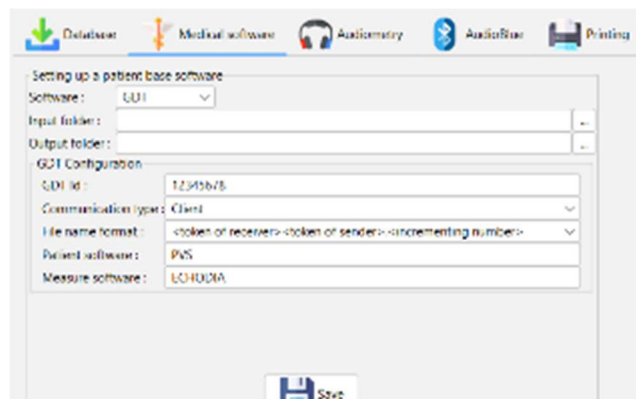 Database Medical software Audiometry AudioBlue Printing
Setting up a patient base software
Software : GDT
Input folder : ...
Output folder : ...
GDT Configuration
GDT Id : 12345678
Communication type : Client
File name format : <token of receiver><token of sender>.<incrementing number>
Patient software : PVS
Measure software : ECHODIA
Save